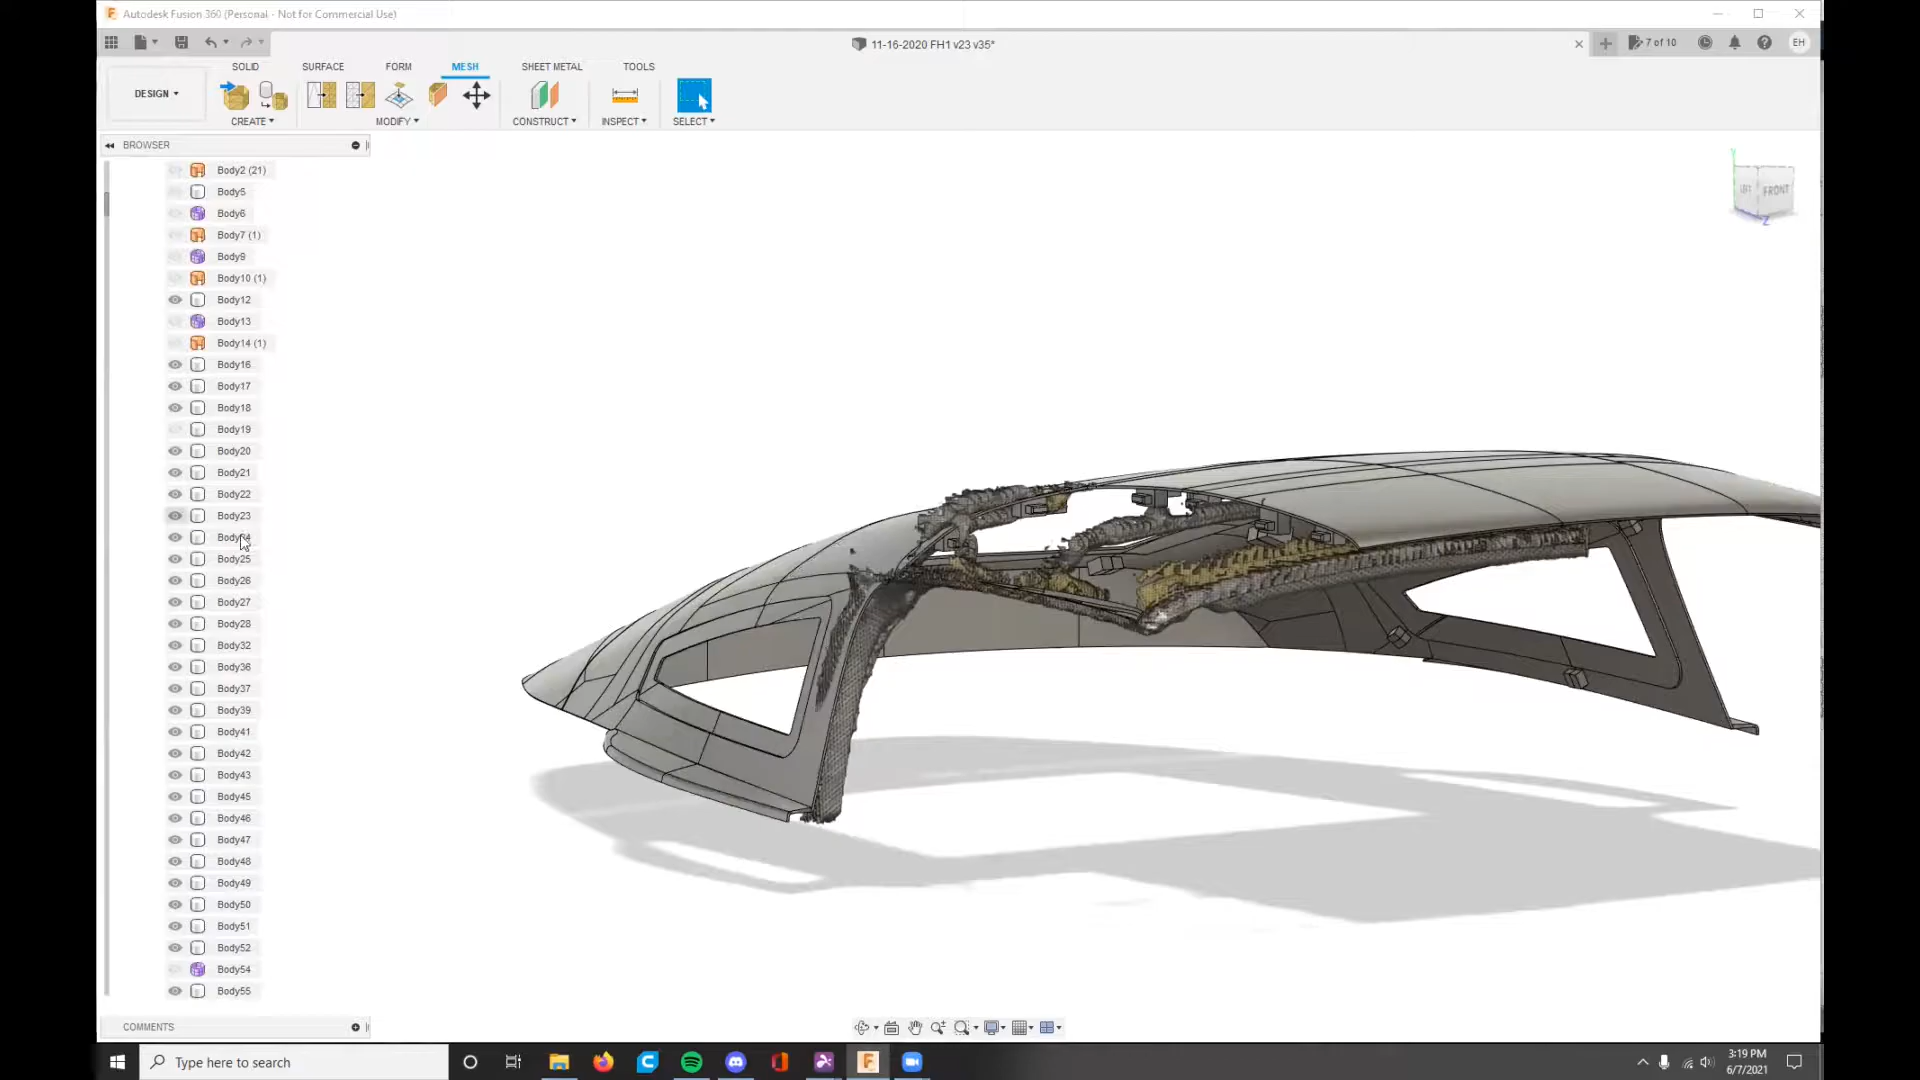 Autodesk Fusion 360 (Personal - Not for Commercial Use)
11-16-2020 FH1 v23 v35*
7 of 10
EH
SOLID SURFACE FORM MESH SHEET METAL TOOLS
DESIGN
CREATE MODIFY CONSTRUCT INSPECT SELECT
BROWSER
Body2 (21)
Body5
Body6
Body7 (1)
Body9
Body10 (1)
Body12
Body13
Body14 (1)
Body16
Body17
Body18
Body19
Body20
Body21
Body22
Body23
Body24
Body25
Body26
Body27
Body28
Body32
Body36
Body37
Body39
Body41
Body42
Body43
Body45
Body46
Body47
Body48
Body49
Body50
Body51
Body52
Body54
Body55
Y
LEFT FRONT
Z
COMMENTS
Type here to search
3:19 PM
6/7/2021